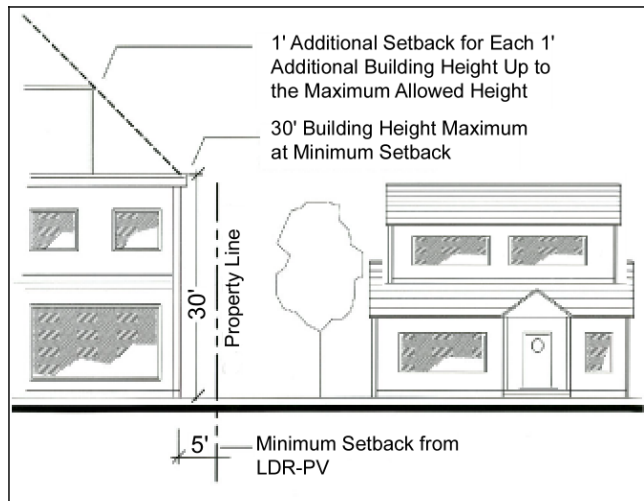 1' Additional Setback for Each 1'
Additional Building Height Up to
the Maximum Allowed Height
30' Building Height Maximum
at Minimum Setback
30'
Property Line
5'
Minimum Setback from
LDR-PV